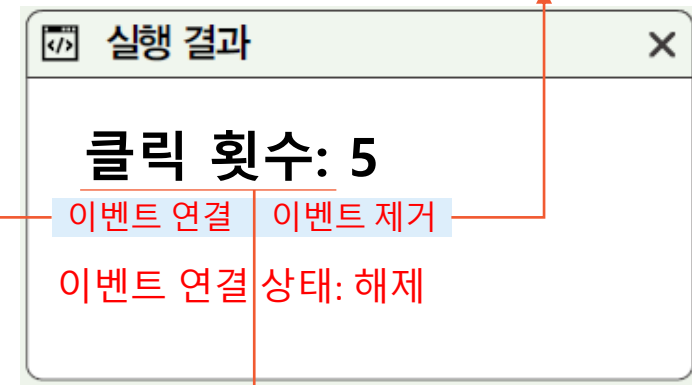 실행 결과
클릭 횟수: 5
이벤트 연결 이벤트 제거
이벤트 연결 상태: 해제